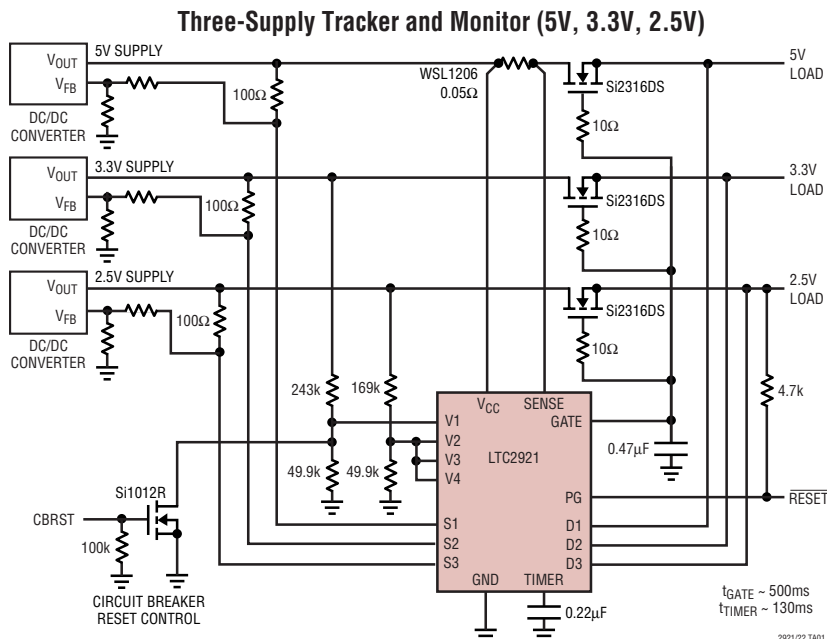 Three-Supply Tracker and Monitor (5V, 3.3V, 2.5V)
VOUT
VFB
DC/DC
CONVERTER
5V SUPPLY
100Ω
WSL1206
0.05Ω
Si2316DS
10Ω
5V
LOAD
VOUT
VFB
DC/DC
CONVERTER
3.3V SUPPLY
100Ω
Si2316DS
10Ω
3.3V
LOAD
VOUT
VFB
DC/DC
CONVERTER
2.5V SUPPLY
100Ω
Si2316DS
10Ω
2.5V
LOAD
243k
169k
49.9k
49.9k
4.7k
0.47µF
VCC
SENSE
GATE
V1
V2
V3
V4
LTC2921
PG
RESET
S1
S2
S3
D1
D2
D3
GND
TIMER
0.22µF
Si1012R
CBRST
100k
CIRCUIT BREAKER
RESET CONTROL
tGATE ~ 500ms
tTIMER ~ 130ms
2921/22 TA01